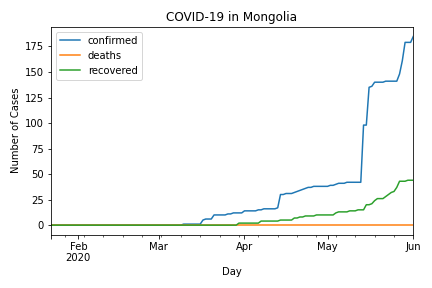 COVID-19 in Mongolia
confirmed
deaths
recovered
Number of Cases
175
150
125
100
75
50
25
0
Feb
2020
Mar
Apr
May
Jun
Day